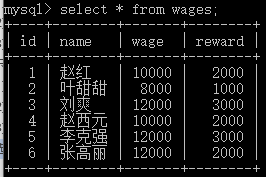 mysql> select * from wages;
+----+--------+-------+--------+
| id | name | wage | reward |
+----+--------+-------+--------+
| 1 | 赵红 | 10000 | 2000 |
| 2 | 叶甜甜 | 8000 | 1000 |
| 3 | 刘爽 | 12000 | 3000 |
| 4 | 赵西元 | 10000 | 2000 |
| 5 | 李克强 | 12000 | 3000 |
| 6 | 张高丽 | 12000 | 2000 |
+----+--------+-------+--------+